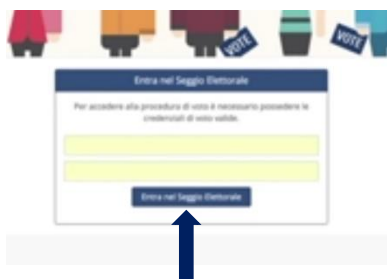 VOTE
VOTE
Entra nel Seggio Elettorale
Per accedere alla procedura di voto è necessario possedere le
credenziali di voto valide.
Entra nel Seggio Elettorale